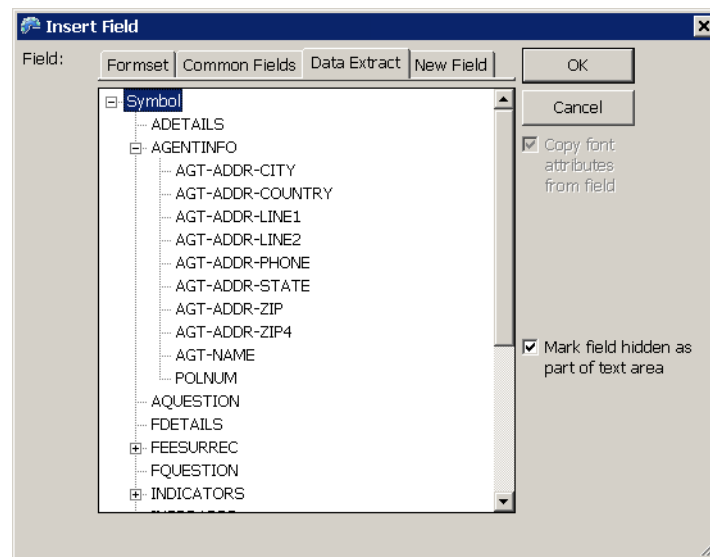 Insert Field
Field:
Formset
Common Fields
Data Extract
New Field
OK
Cancel
Symbol
ADETAILS
AGENTINFO
AGT-ADDR-CITY
AGT-ADDR-COUNTRY
AGT-ADDR-LINE1
AGT-ADDR-LINE2
AGT-ADDR-PHONE
AGT-ADDR-STATE
AGT-ADDR-ZIP
AGT-ADDR-ZIP4
AGT-NAME
POLNUM
AQUESTION
FDETAILS
FEESURREC
FQUESTION
INDICATORS
Copy font
attributes
from field
Mark field hidden as
part of text area